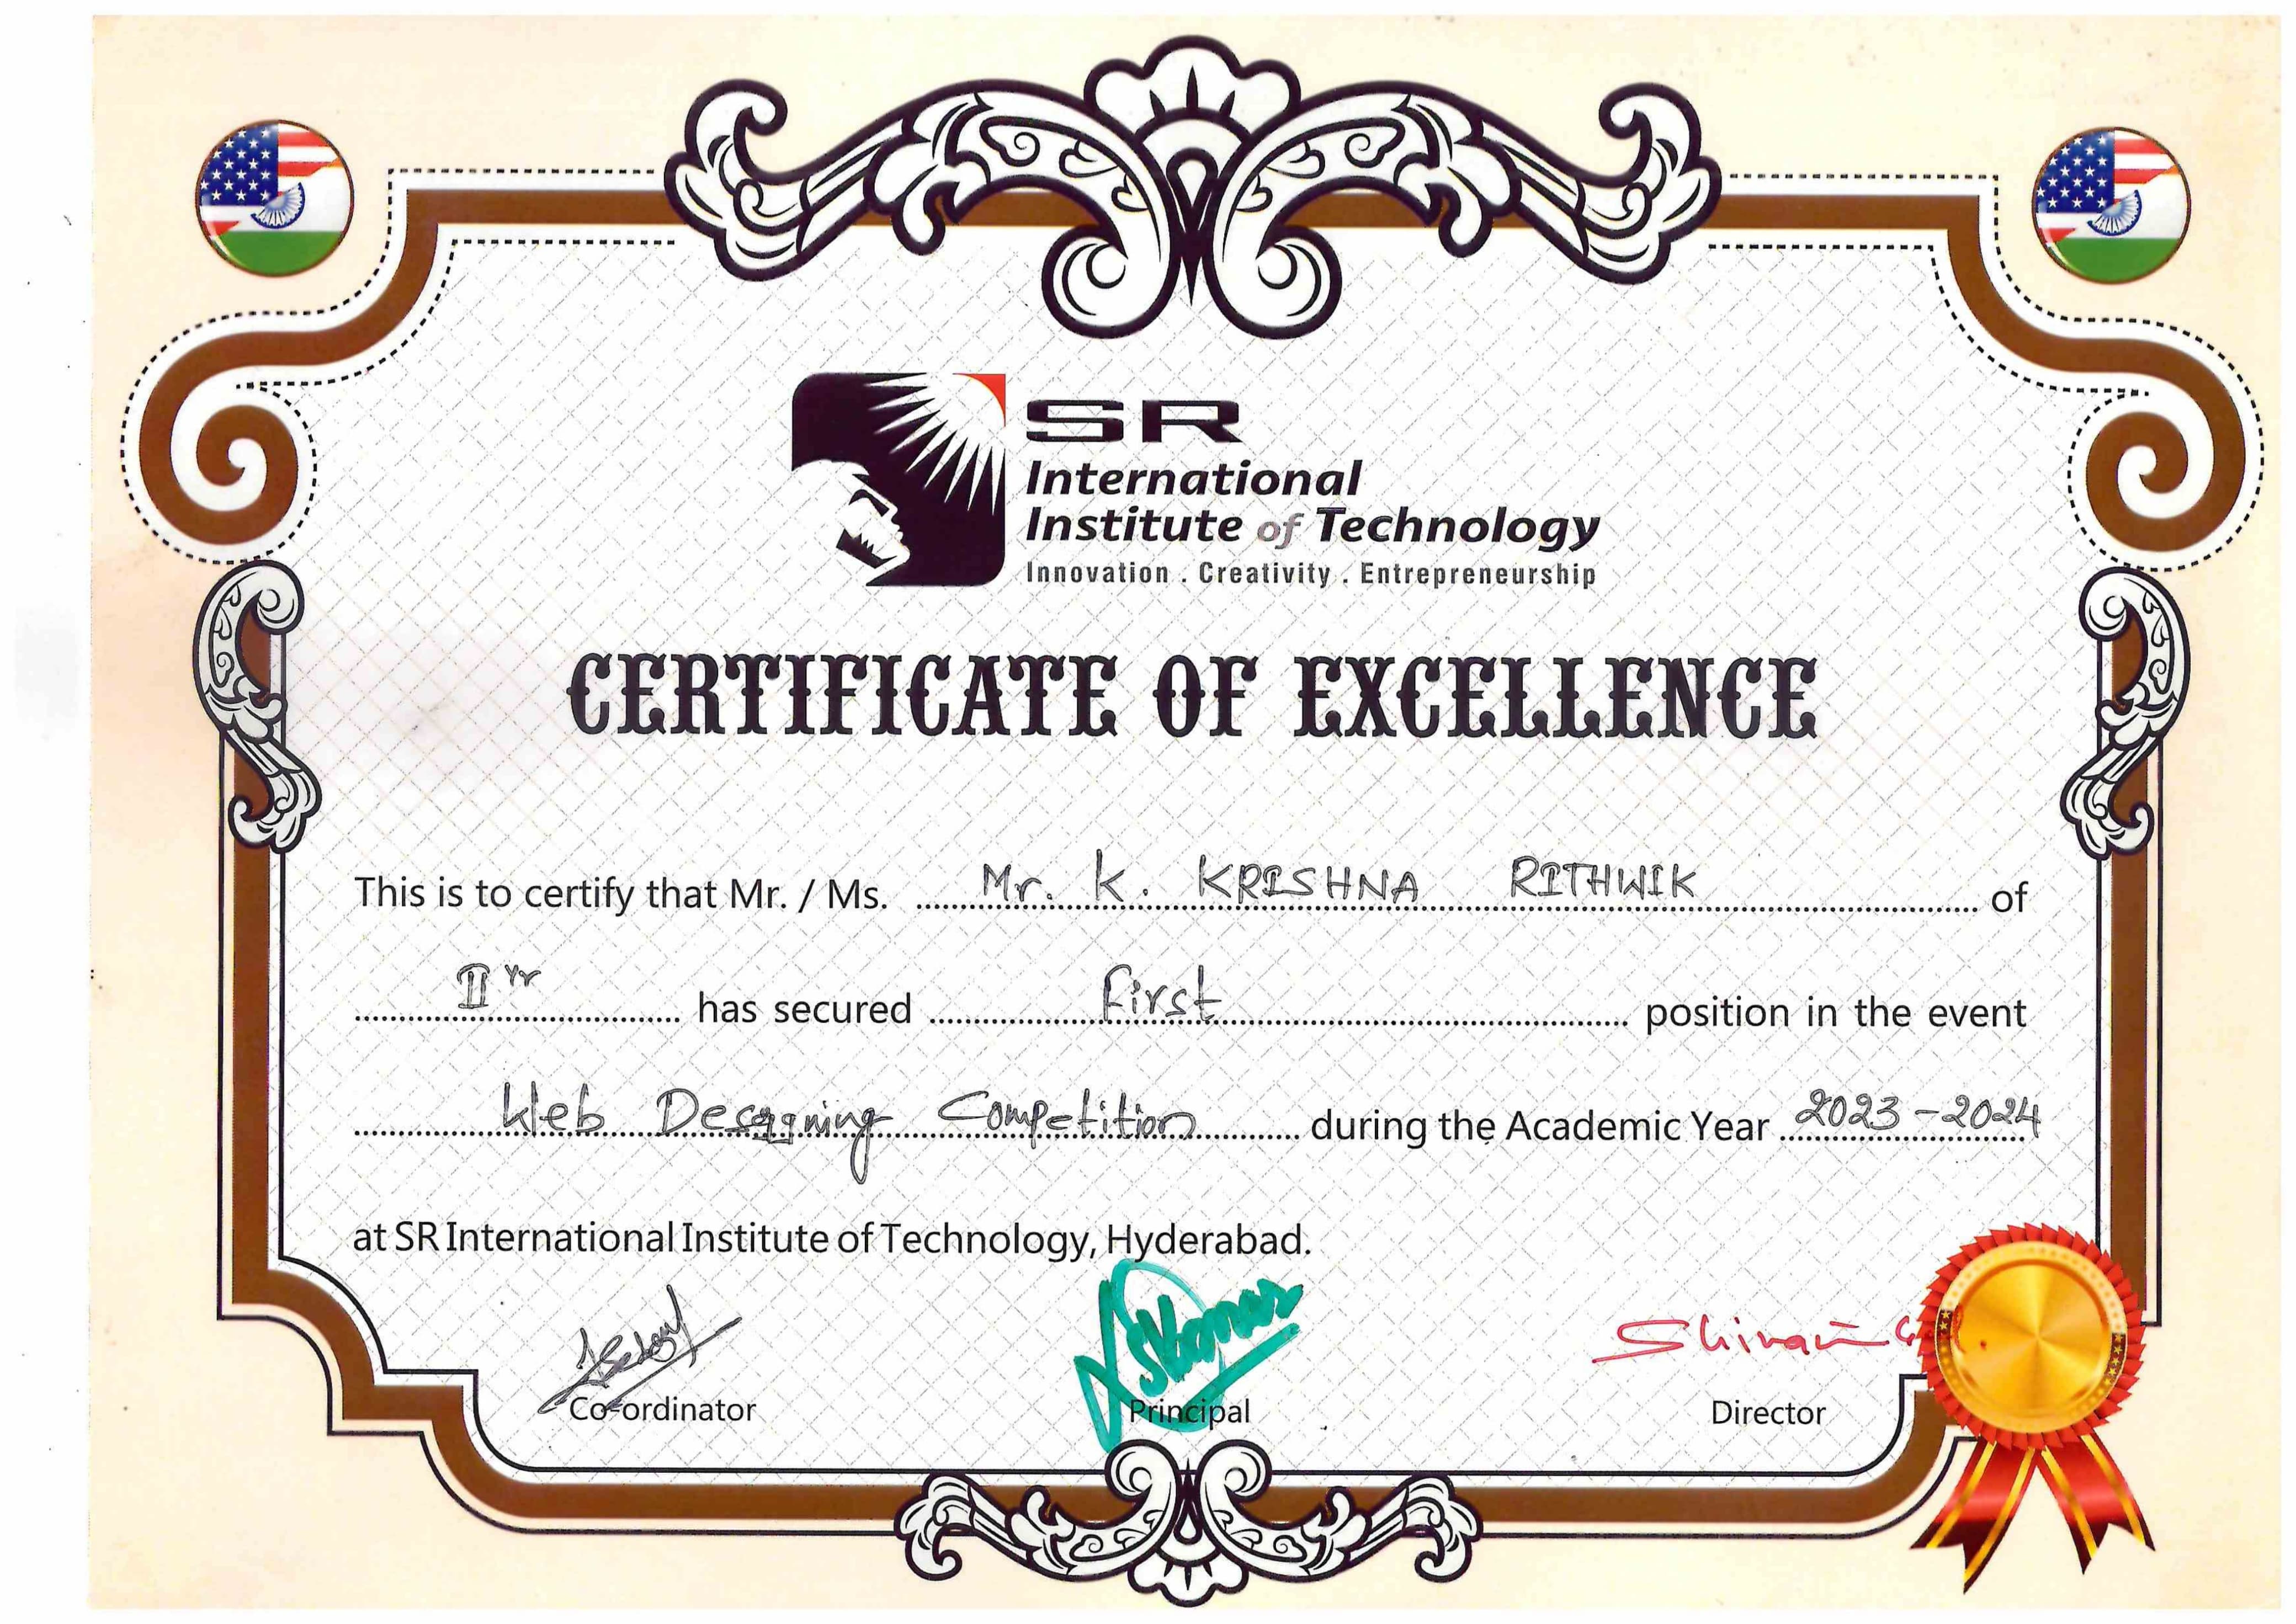 SR
International
Institute of Technology
Innovation . Creativity . Entrepreneurship
CERTIFICATE OF EXCELLENCE
This is to certify that Mr. / Ms. Mr. K. KRISHNA RITHWIK of
II Yr has secured First position in the event
Web Desggning Competition during the Academic Year 2023-2024
at SR International Institute of Technology, Hyderabad.
Co-ordinator Principal Director